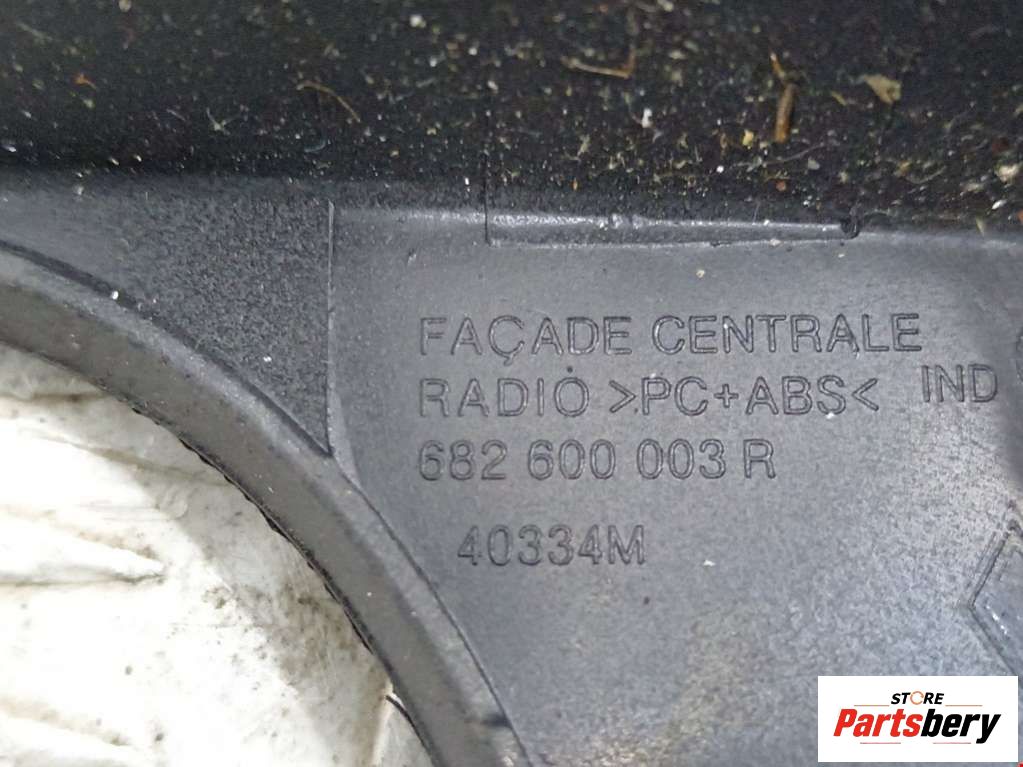 FAÇADE CENTRALE
RADIO >PC+ABS< IND
682 600 003 R
40334M
STORE
Partsbery